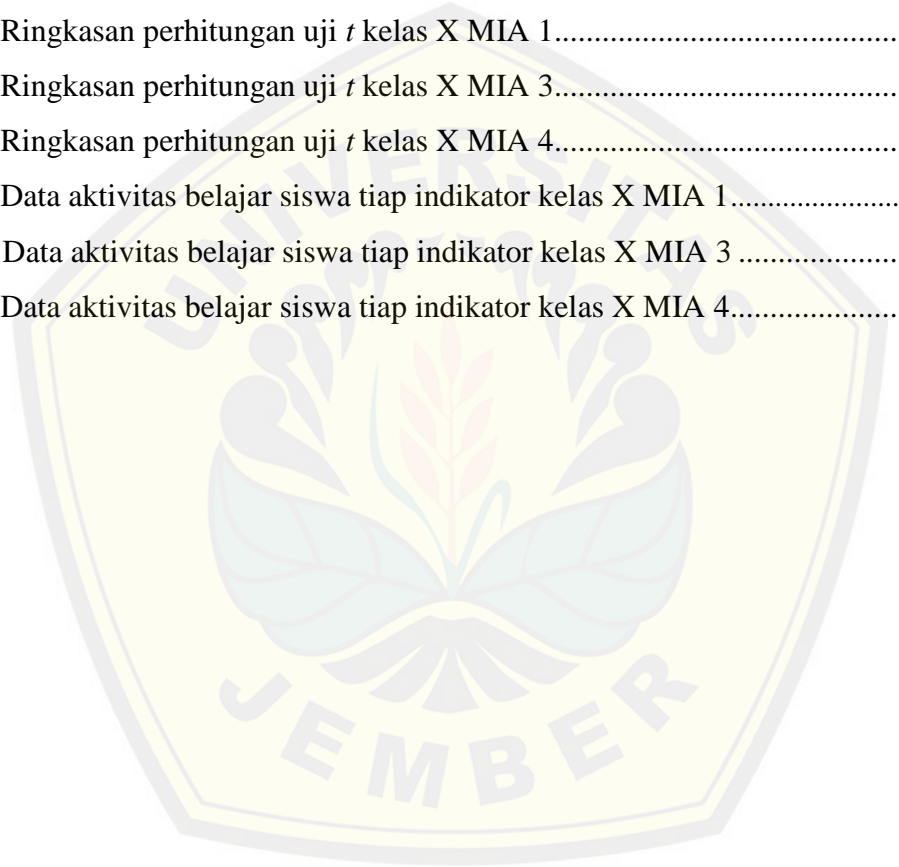 Ringkasan perhitungan uji t kelas X MIA 1..........................................
Ringkasan perhitungan uji t kelas X MIA 3..........................................
Ringkasan perhitungan uji t kelas X MIA 4..........................................
Data aktivitas belajar siswa tiap indikator kelas X MIA 1......................
Data aktivitas belajar siswa tiap indikator kelas X MIA 3 ....................
Data aktivitas belajar siswa tiap indikator kelas X MIA 4.....................
UNIVERSITAS
JEMBER